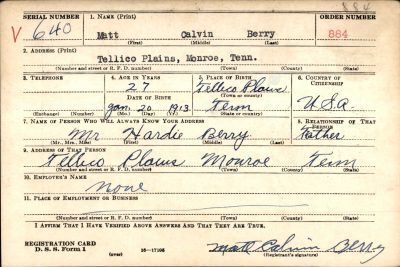 884
SERIAL NUMBER 1. NAME (Print) ORDER NUMBER
V 640 Matt Calvin Berry 884
(First) (Middle) (Last)
2. ADDRESS (Print)
Tellico Plains, Monroe, Tenn.
(Number and street or R. F. D. number) (Town) (County) (State)
3. TELEPHONE 4. AGE IN YEARS 5. PLACE OF BIRTH 6. COUNTRY OF CITIZENSHIP
27 Tellico Plains
DATE OF BIRTH (Town or county)
Jan. 20 1913 Tenn U.S.A.
(Exchange) (Number) (Mo.) (Day) (Yr.) (State or country)
7. NAME OF PERSON WHO WILL ALWAYS KNOW YOUR ADDRESS 8. RELATIONSHIP OF THAT PERSON
Mr Hardie Berry Father
(Mr., Mrs., Miss) (First) (Middle) (Last)
9. ADDRESS OF THAT PERSON
Tellico Plains Monroe Tenn
(Number and street or R. F. D. number) (Town) (County) (State)
10. EMPLOYER'S NAME
None
11. PLACE OF EMPLOYMENT OR BUSINESS
(Number and street or R. F. D. number) (Town) (County) (State)
I AFFIRM THAT I HAVE VERIFIED ABOVE ANSWERS AND THAT THEY ARE TRUE.
REGISTRATION CARD
D. S. S. Form 1 (over) 16—17105 Matt Calvin Berry
(Registrant's signature)